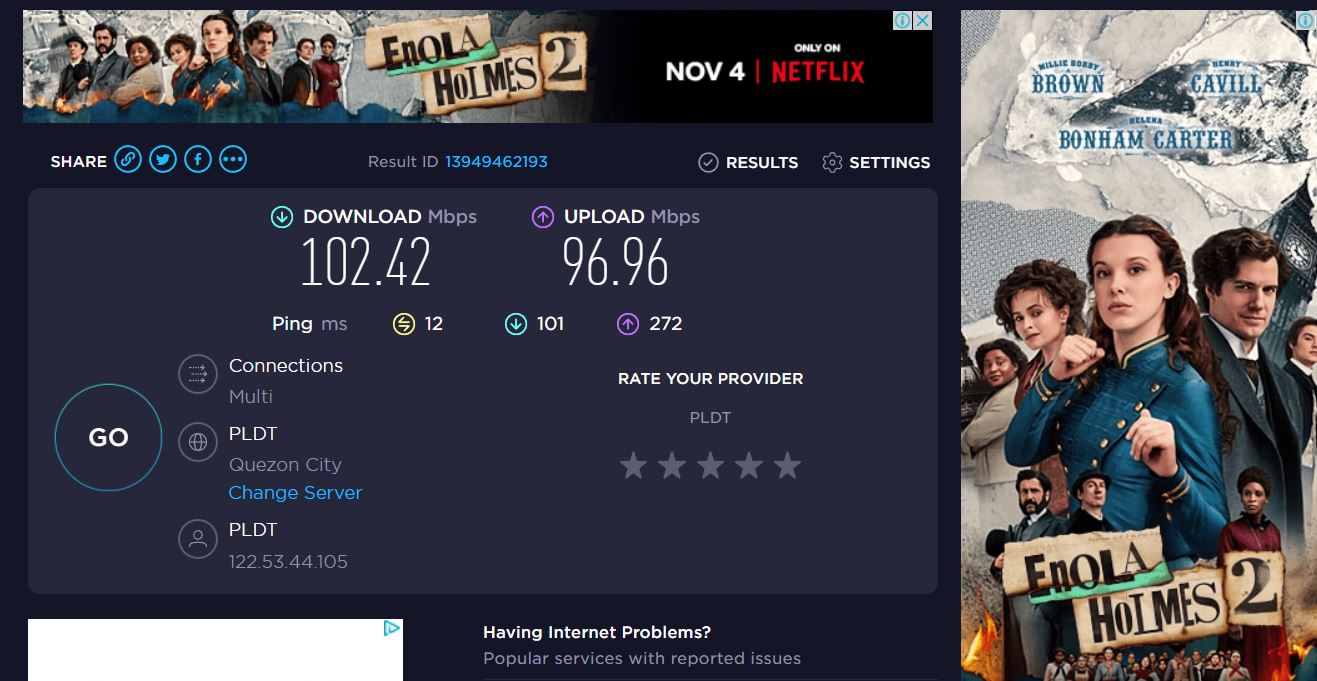 ENOLA
HOLMES 2
ONLY ON
NOV 4 | NETFLIX
MILLIE BOBBY
BROWN
HENRY
CAVILL
HELENA
BONHAM CARTER
SHARE
Result ID 13949462193
RESULTS
SETTINGS
DOWNLOAD Mbps
102.42
UPLOAD Mbps
96.96
Ping ms 12 101 272
GO
Connections
Multi
PLDT
Quezon City
Change Server
PLDT
122.53.44.105
RATE YOUR PROVIDER
PLDT
ENOLA
HOLMES 2
Having Internet Problems?
Popular services with reported issues